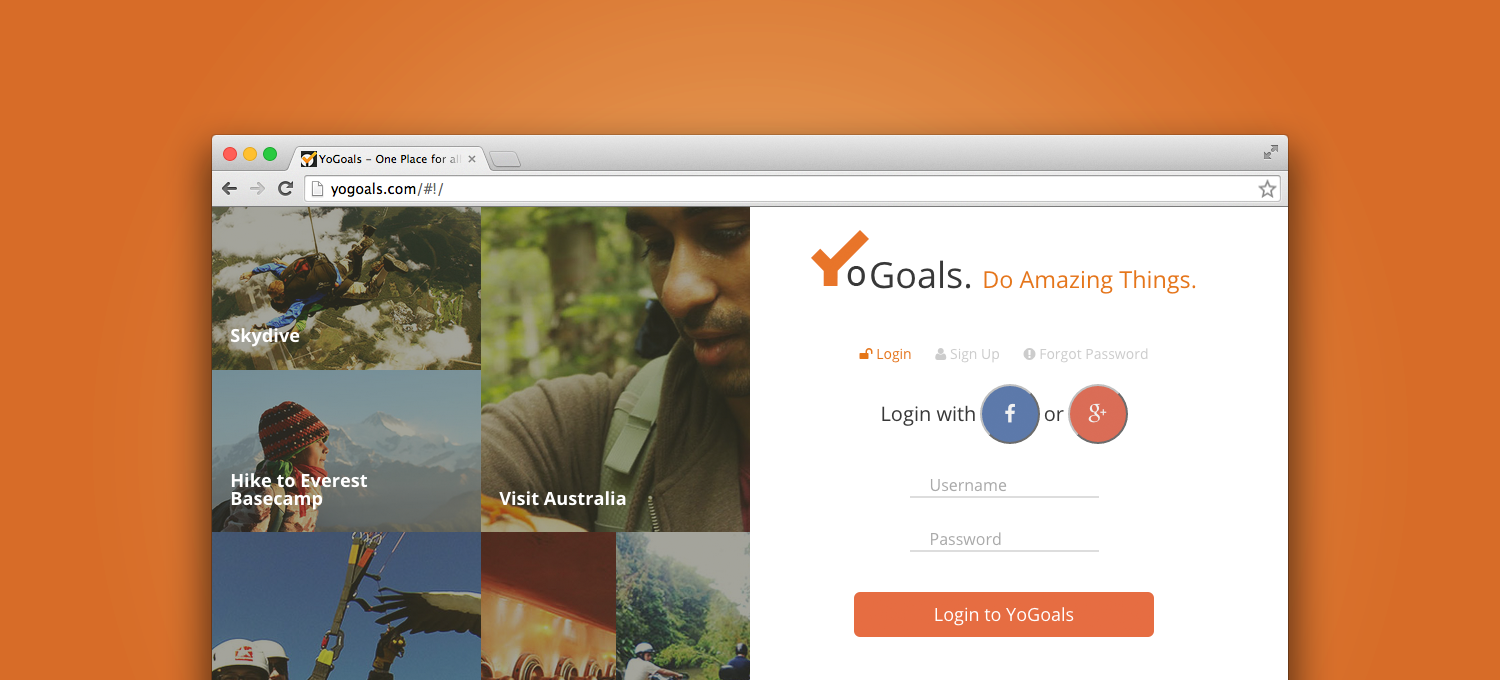 YoGoals – One Place for all
yogoals.com/#!/
Skydive
Hike to Everest
Basecamp
Visit Australia
YoGoals. Do Amazing Things.
Login Sign Up Forgot Password
Login with f or g+
Username
Password
Login to YoGoals